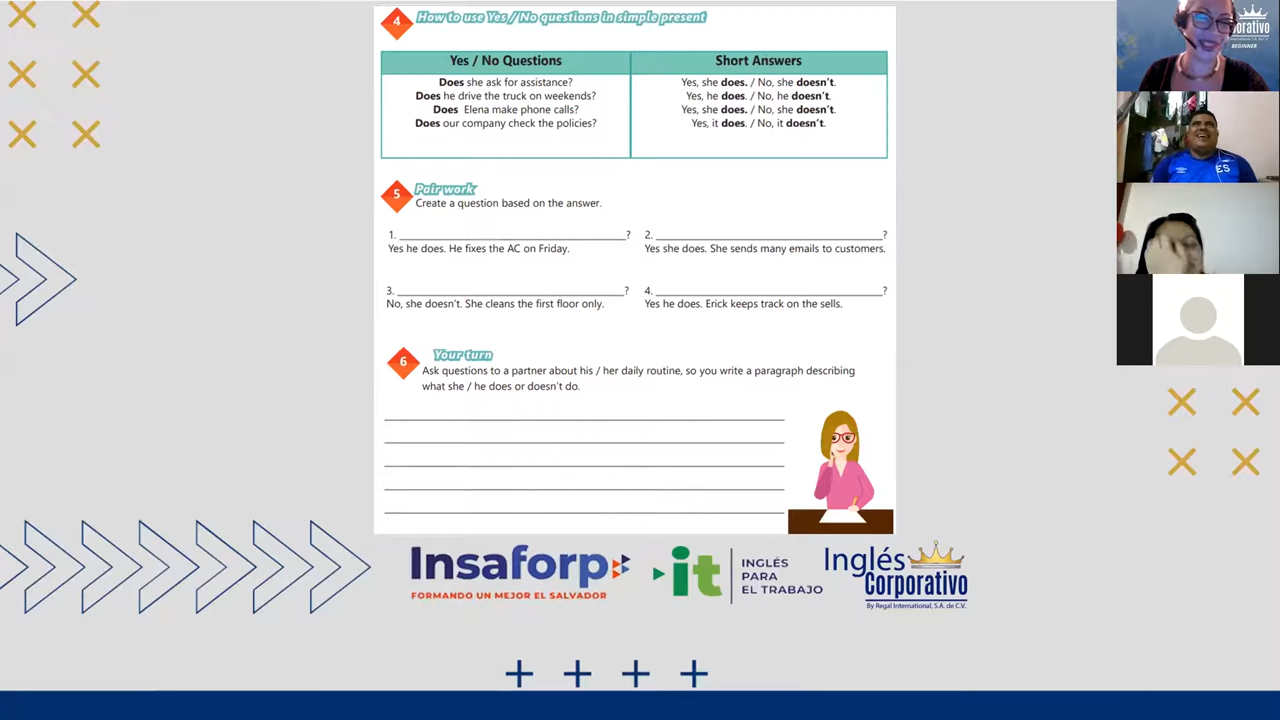 4
How to use Yes / No questions in simple present
Yes / No Questions
Short Answers
Does she ask for assistance?
Yes, she does. / No, she doesn't.
Does he drive the truck on weekends?
Yes, he does. / No, he doesn't.
Does Elena make phone calls?
Yes, she does. / No, she doesn't.
Does our company check the policies?
Yes, it does. / No, it doesn't.
5
Pair work
Create a question based on the answer.
1. ______________________________?
Yes he does. He fixes the AC on Friday.
2. ______________________________?
Yes she does. She sends many emails to customers.
3. ______________________________?
No, she doesn't. She cleans the first floor only.
4. ______________________________?
Yes he does. Erick keeps track on the sells.
6
Your turn
Ask questions to a partner about his / her daily routine, so you write a paragraph describing
what she / he does or doesn't do.
Insaforp
FORMANDO UN MEJOR EL SALVADOR
it
INGLÉS
PARA
EL TRABAJO
Inglés
Corporativo
By Regal International, S.A. de C.V.
orativo
BEGINNER
ES